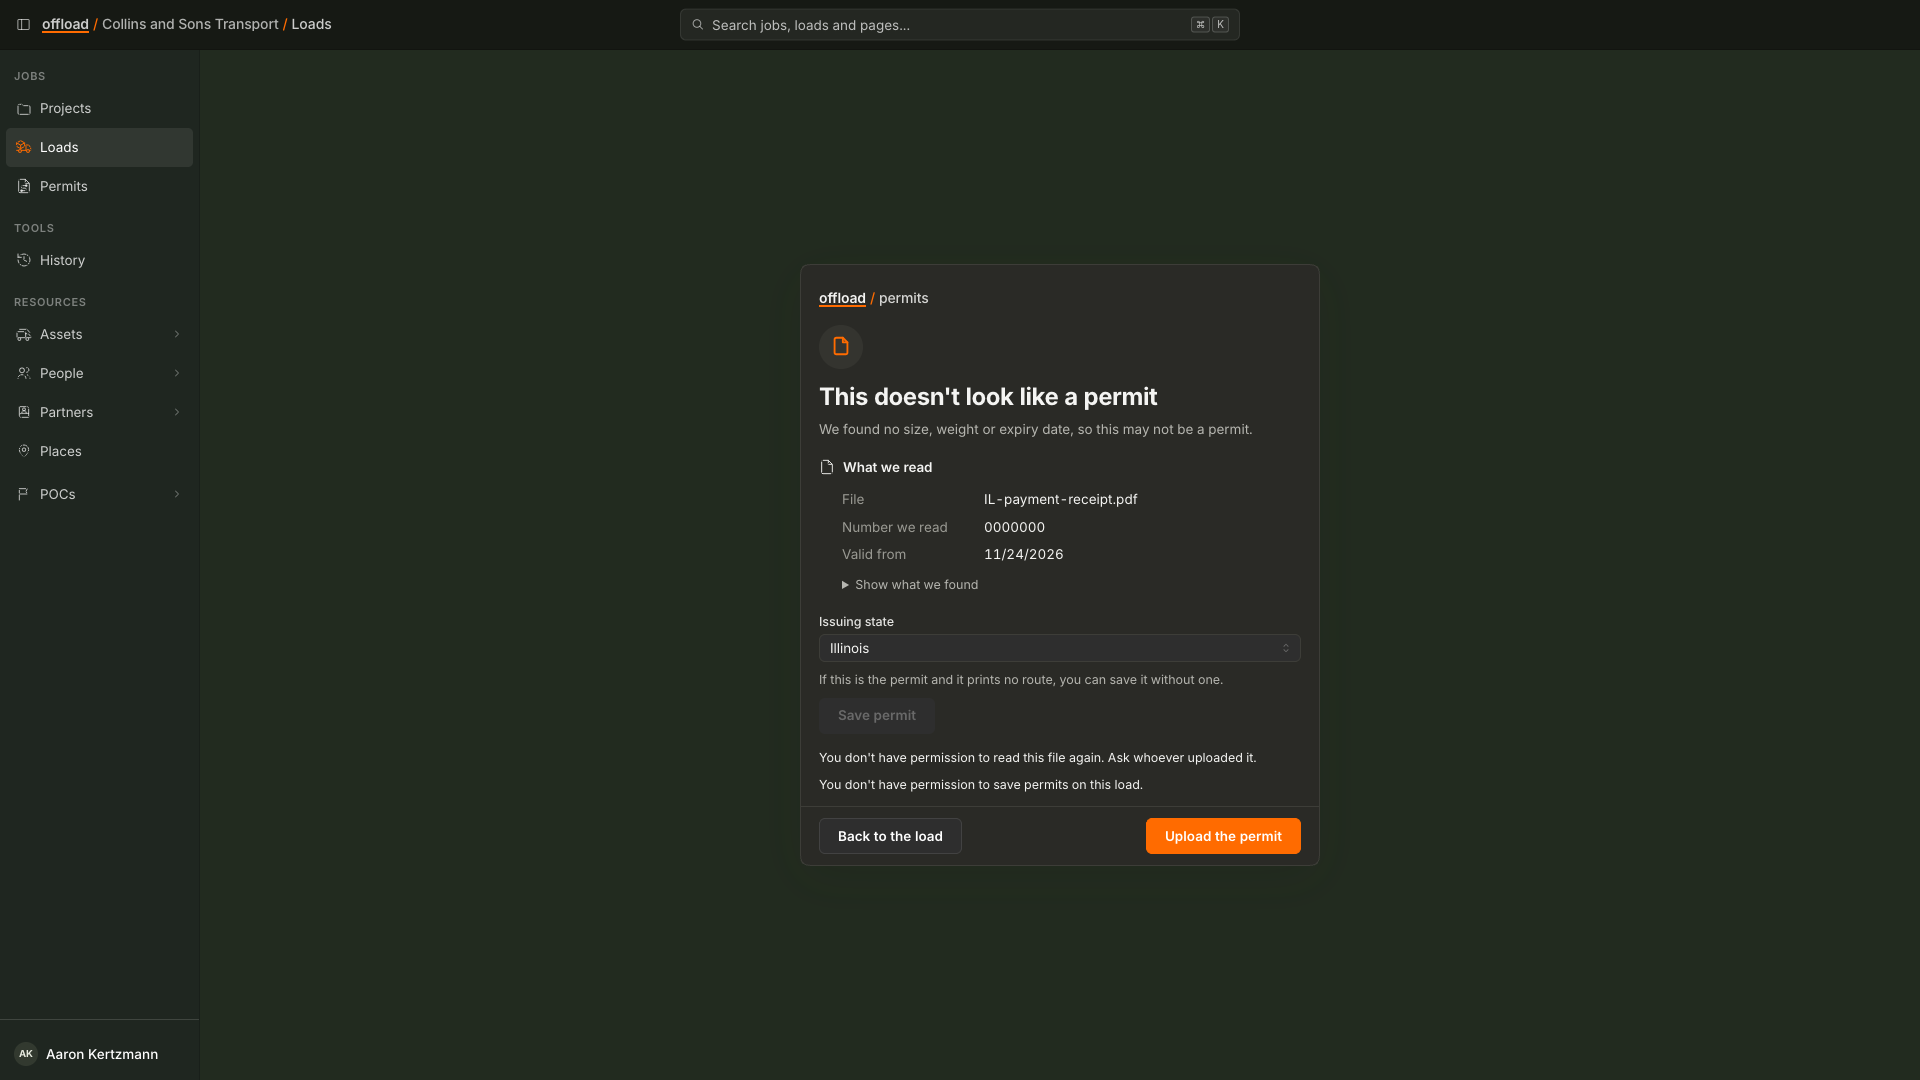 offload / Collins and Sons Transport / Loads
Search jobs, loads and pages...
⌘ K
JOBS
Projects
Loads
Permits
TOOLS
History
RESOURCES
Assets
People
Partners
Places
POCs
AK Aaron Kertzmann
offload / permits
This doesn't look like a permit
We found no size, weight or expiry date, so this may not be a permit.
What we read
File IL-payment-receipt.pdf
Number we read 0000000
Valid from 11/24/2026
Show what we found
Issuing state
Illinois
If this is the permit and it prints no route, you can save it without one.
Save permit
You don't have permission to read this file again. Ask whoever uploaded it.
You don't have permission to save permits on this load.
Back to the load
Upload the permit